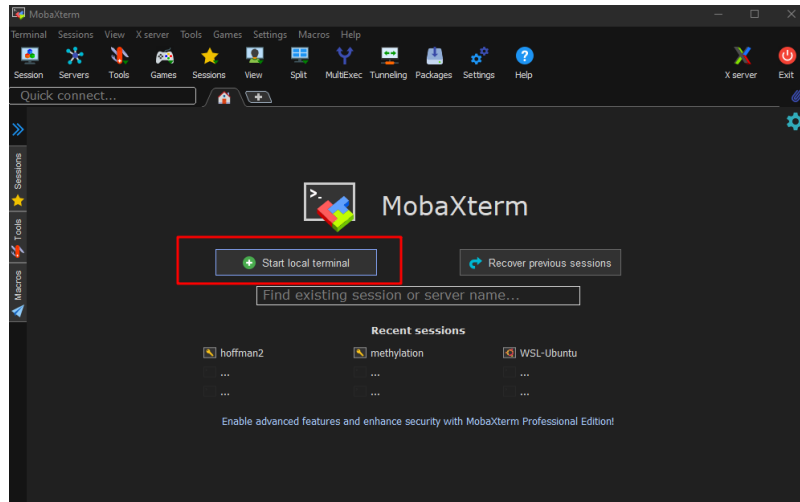 MobaXterm
Terminal Sessions View X server Tools Games Settings Macros Help
Session Servers Tools Games Sessions View Split MultiExec Tunneling Packages Settings Help X server Exit
Quick connect...
Sessions
Tools
Macros
>_
MobaXterm
Start local terminal Recover previous sessions
Find existing session or server name...
Recent sessions
hoffman2 methylation WSL-Ubuntu
... ... ...
... ... ...
Enable advanced features and enhance security with MobaXterm Professional Edition!